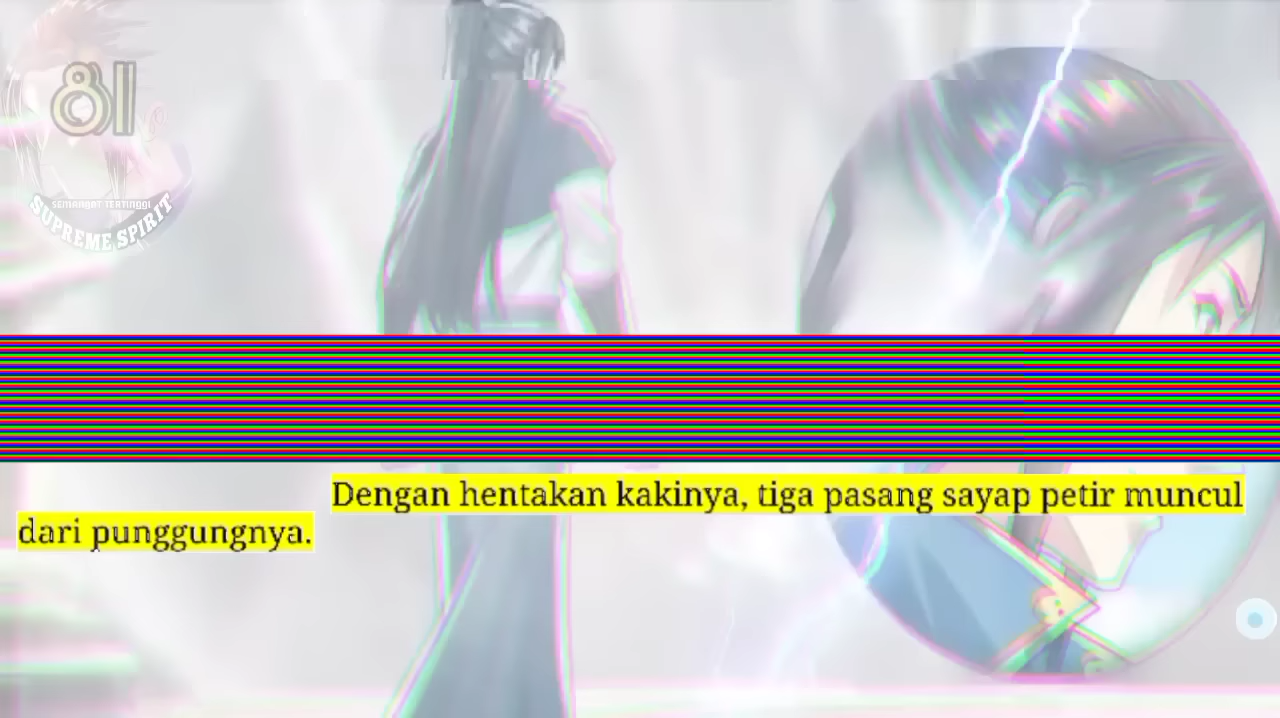 81
SEMANGAT TERTINGGI
SUPREME SPIRIT
Dengan hentakan kakinya, tiga pasang sayap petir muncul
dari punggungnya.